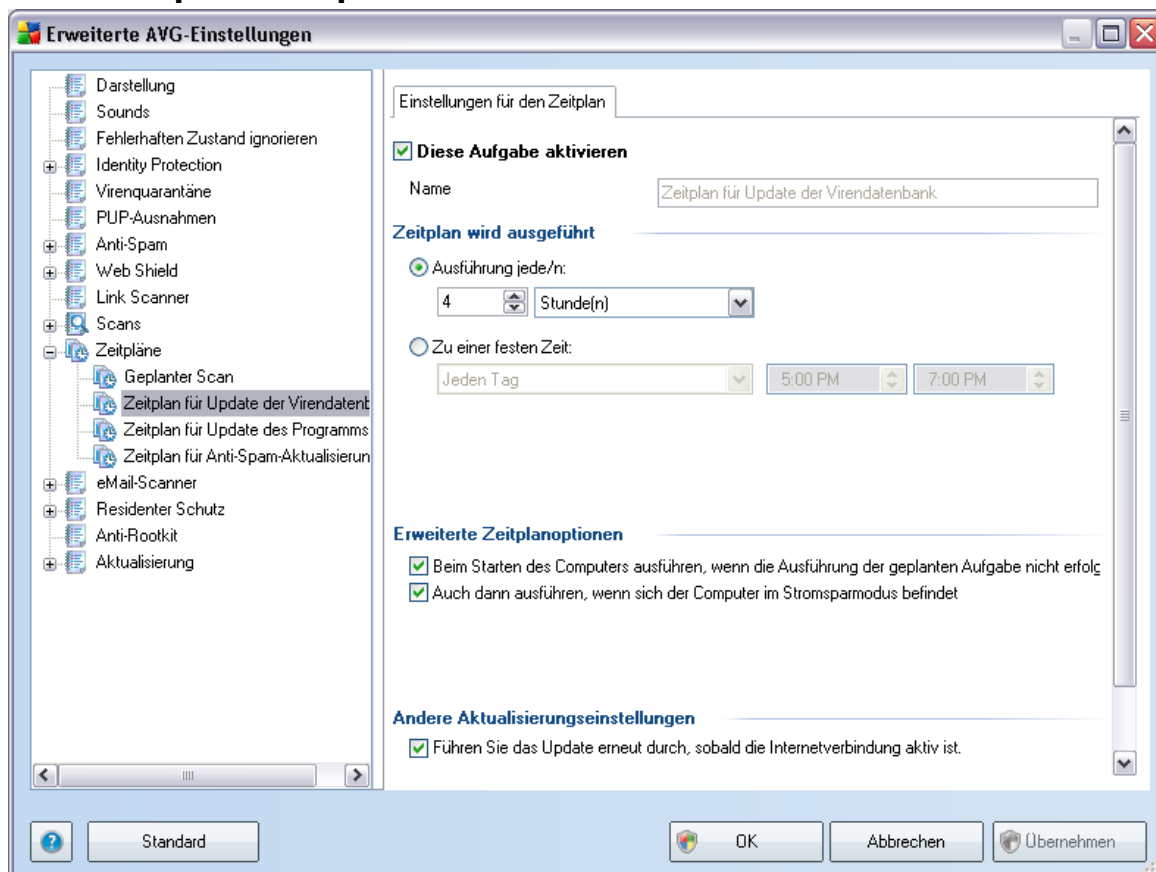 Erweiterte AVG-Einstellungen
Darstellung
Sounds
Fehlerhaften Zustand ignorieren
Identity Protection
Virenquarantäne
PUP-Ausnahmen
Anti-Spam
Web Shield
Link Scanner
Scans
Zeitpläne
Geplanter Scan
Zeitplan für Update der Virendatenb
Zeitplan für Update des Programms
Zeitplan für Anti-Spam-Aktualisierun
eMail-Scanner
Residenter Schutz
Anti-Rootkit
Aktualisierung
Einstellungen für den Zeitplan
Diese Aufgabe aktivieren
Name
Zeitplan für Update der Virendatenbank
Zeitplan wird ausgeführt
Ausführung jede/n:
4 Stunde(n)
Zu einer festen Zeit:
Jeden Tag 5:00 PM 7:00 PM
Erweiterte Zeitplanoptionen
Beim Starten des Computers ausführen, wenn die Ausführung der geplanten Aufgabe nicht erfolg
Auch dann ausführen, wenn sich der Computer im Stromsparmodus befindet
Andere Aktualisierungseinstellungen
Führen Sie das Update erneut durch, sobald die Internetverbindung aktiv ist.
Standard
OK
Abbrechen
Übernehmen